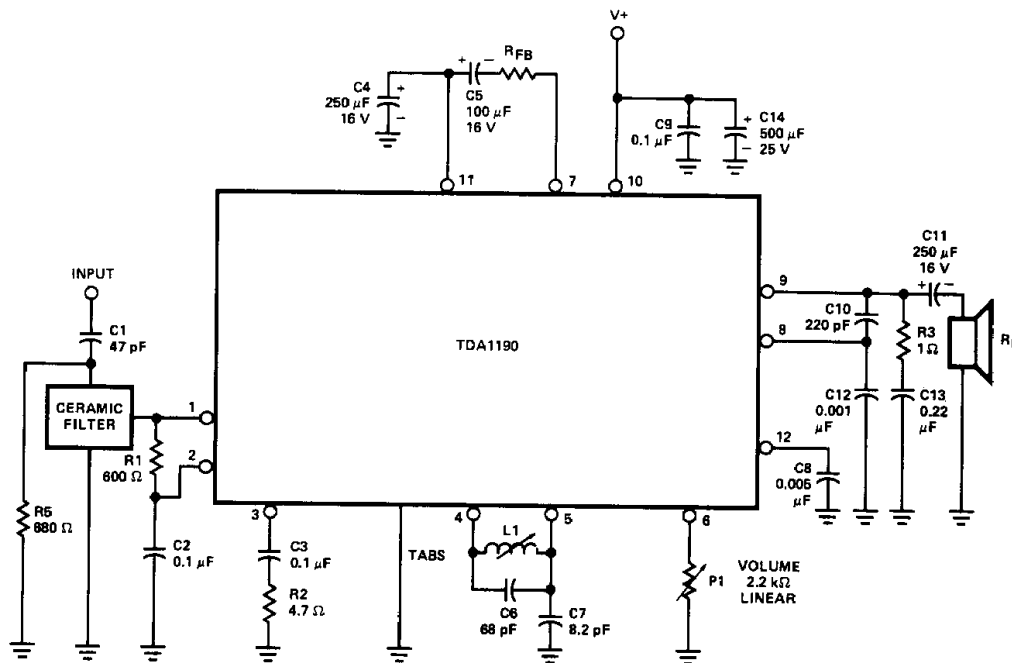 V+
+ − RFB
C4 +
250 µF
16 V −
C5
100 µF
16 V
C9
0.1 µF
+ C14
500 µF
− 25 V
11
7
10
C11
250 µF
16 V
+ −
INPUT
C1
47 pF
9
C10
220 pF
R3
1 Ω
8
TDA1190
CERAMIC
FILTER
1
2
R1
600 Ω
C12
0.001
µF
C13
0.22
µF
12
C8
0.005
µF
R5
680 Ω
C2
0.1 µF
3
C3
0.1 µF
R2
4.7 Ω
TABS
4
L1
5
C6
68 pF
C7
8.2 pF
6
P1
VOLUME
2.2 kΩ
LINEAR